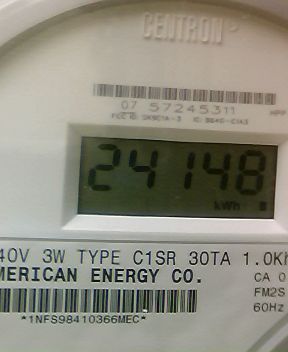 CENTRON
07 57245311
24148
kWh
40V 3W TYPE C1SR 30TA 1.0Kh
MERICAN ENERGY CO.
CA 0
FM2S
60Hz
*1NFS98410366MEC*